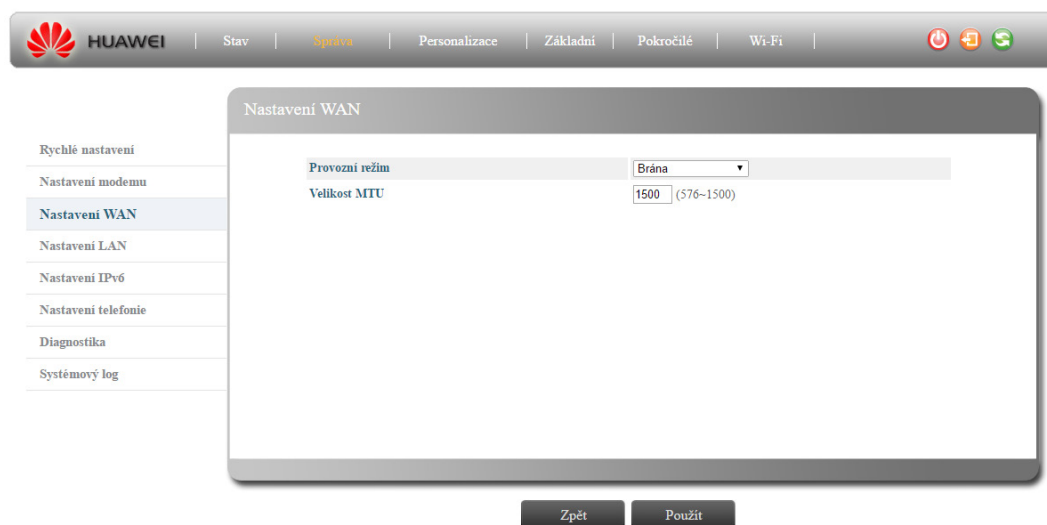 HUAWEI Stav Správa Personalizace Základní Pokročilé Wi-Fi
Nastavení WAN
Rychlé nastavení
Nastavení modemu
Nastavení WAN
Nastavení LAN
Nastavení IPv6
Nastavení telefonie
Diagnostika
Systémový log
Provozní režim Brána
Velikost MTU 1500 (576~1500)
Zpět Použít